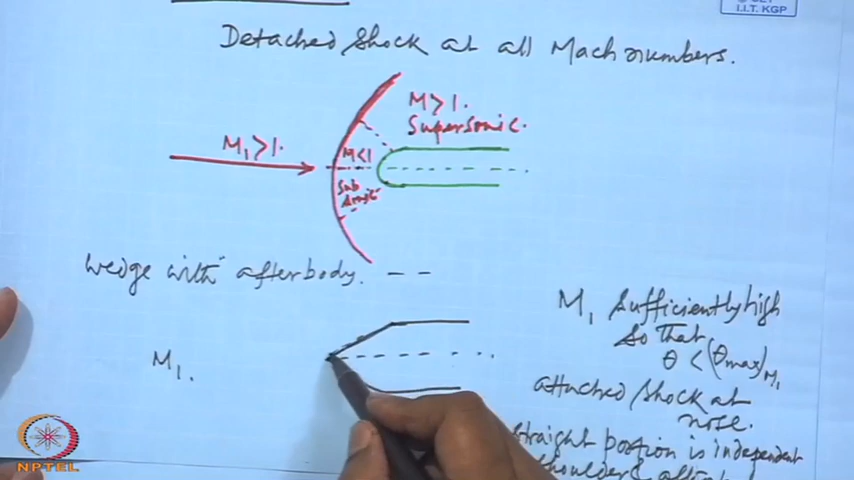 I.I.T. KGP
Detached shock at all Mach numbers.
M₁>1.
M>1.
Supersonic.
M<1
Sub
sonic
wedge with afterbody. – –
M₁.
M₁ sufficiently high
so that
θ < (θmax)M₁
attached shock at
nose.
straight portion is independent
shoulder &
NPTEL